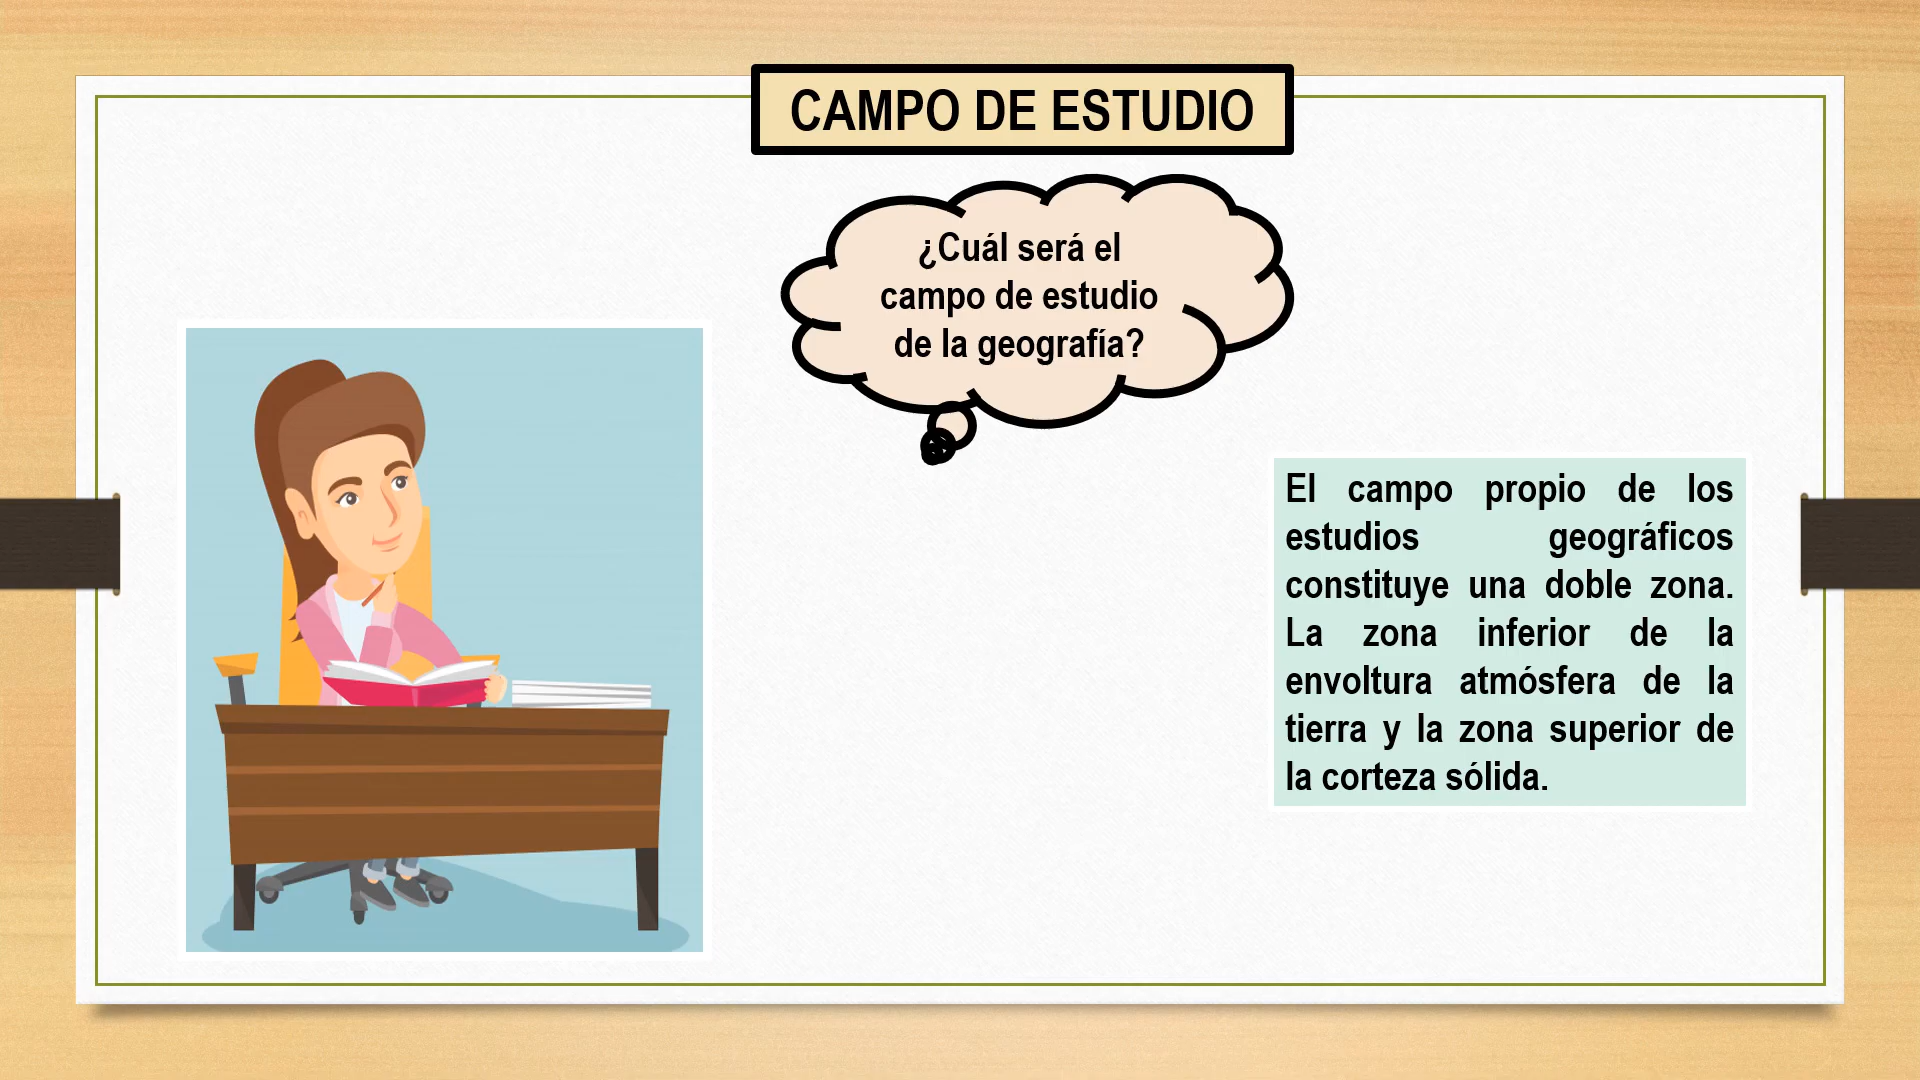 CAMPO DE ESTUDIO
¿Cuál será el
campo de estudio
de la geografía?
El campo propio de los
estudios geográficos
constituye una doble zona.
La zona inferior de la
envoltura atmósfera de la
tierra y la zona superior de
la corteza sólida.